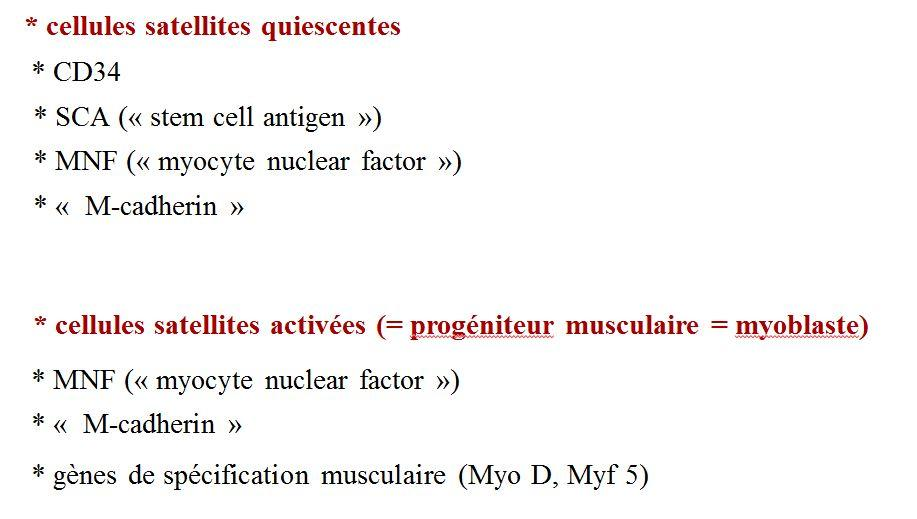 * cellules satellites quiescentes
* CD34
* SCA (« stem cell antigen »)
* MNF (« myocyte nuclear factor »)
* « M-cadherin »
* cellules satellites activées (= progéniteur musculaire = myoblaste)
* MNF (« myocyte nuclear factor »)
* « M-cadherin »
* gènes de spécification musculaire (Myo D, Myf 5)